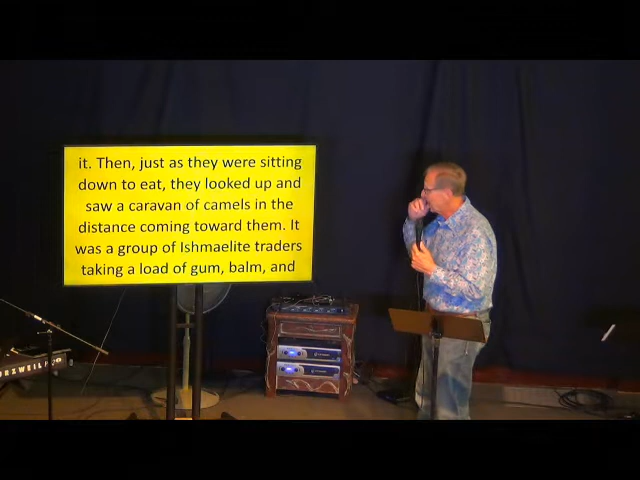 it. Then, just as they were sitting
down to eat, they looked up and
saw a caravan of camels in the
distance coming toward them. It
was a group of Ishmaelite traders
taking a load of gum, balm, and
KURZWEIL